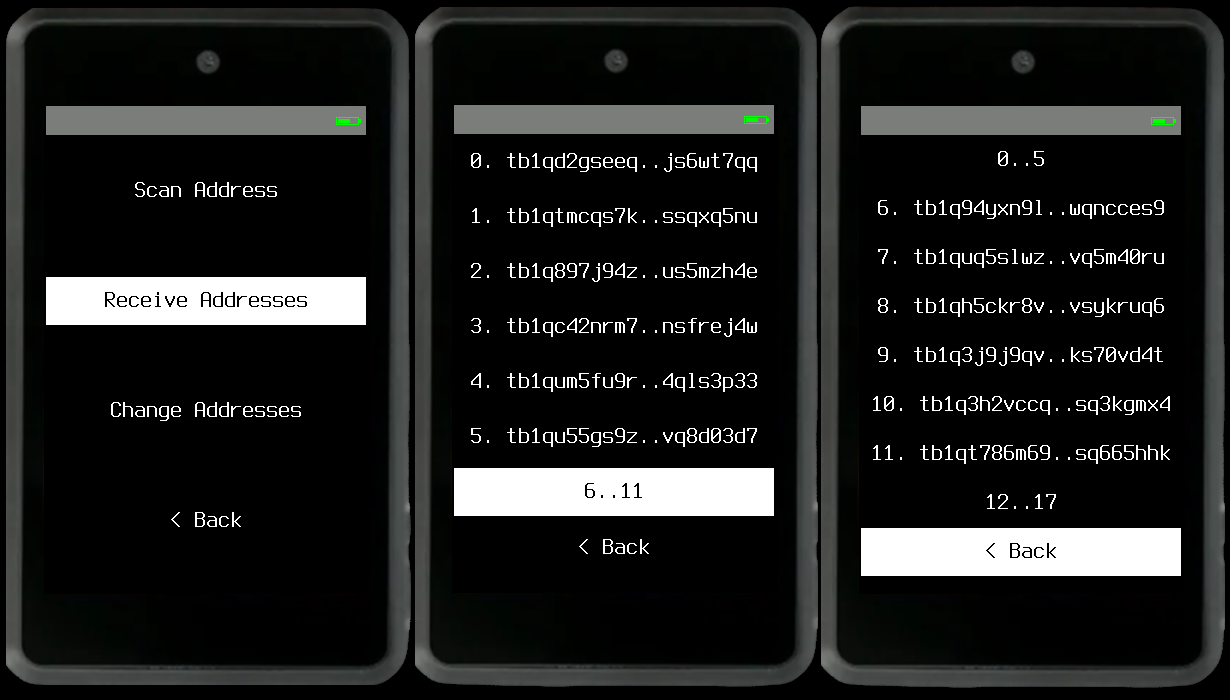 Scan Address
Receive Addresses
Change Addresses
< Back
0. tb1qd2gseeq..js6wt7qq
1. tb1qtmcqs7k..ssqxq5nu
2. tb1q897j94z..us5mzh4e
3. tb1qc42nrm7..nsfrej4w
4. tb1qum5fu9r..4qls3p33
5. tb1qu55gs9z..vq8d03d7
6..11
< Back
0..5
6. tb1q94yxn9l..wqncces9
7. tb1quq5slwz..vq5m40ru
8. tb1qh5ckr8v..vsykruq6
9. tb1q3j9j9qv..ks70vd4t
10. tb1q3h2vccq..sq3kgmx4
11. tb1qt786m69..sq665hhk
12..17
< Back